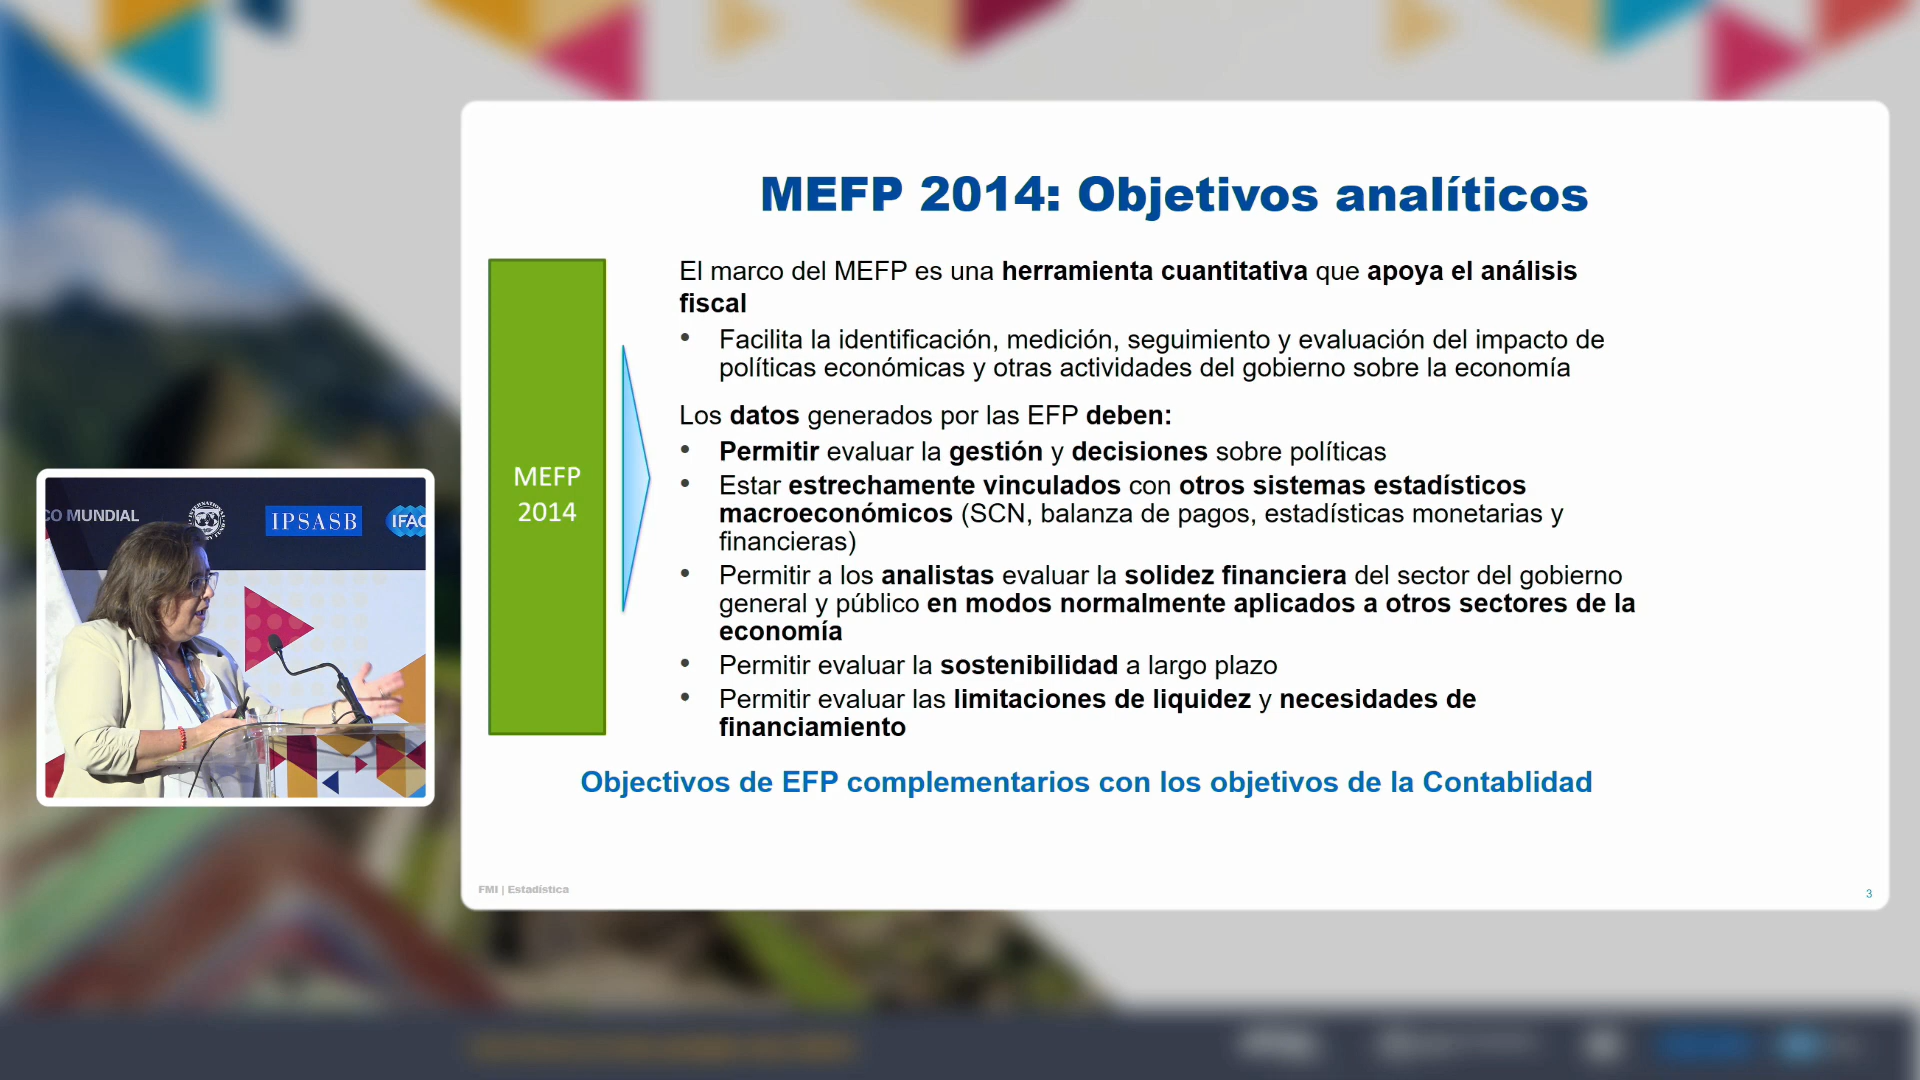 MEFP 2014: Objetivos analíticos
El marco del MEFP es una herramienta cuantitativa que apoya el análisis
fiscal
• Facilita la identificación, medición, seguimiento y evaluación del impacto de
políticas económicas y otras actividades del gobierno sobre la economía
Los datos generados por las EFP deben:
• Permitir evaluar la gestión y decisiones sobre políticas
• Estar estrechamente vinculados con otros sistemas estadísticos
macroeconómicos (SCN, balanza de pagos, estadísticas monetarias y
financieras)
• Permitir a los analistas evaluar la solidez financiera del sector del gobierno
general y público en modos normalmente aplicados a otros sectores de la
economía
• Permitir evaluar la sostenibilidad a largo plazo
• Permitir evaluar las limitaciones de liquidez y necesidades de
financiamiento
MEFP
2014
Objectivos de EFP complementarios con los objetivos de la Contablidad
FMI | Estadística
3
CO MUNDIAL
IPSASB
IFAC